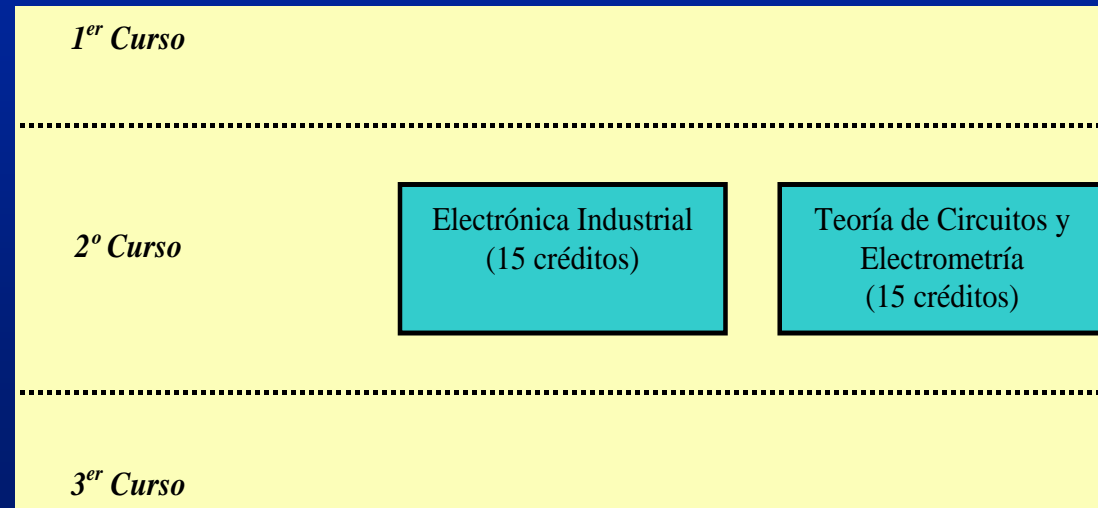 1er Curso
2º Curso
Electrónica Industrial
(15 créditos)
Teoría de Circuitos y
Electrometría
(15 créditos)
3er Curso